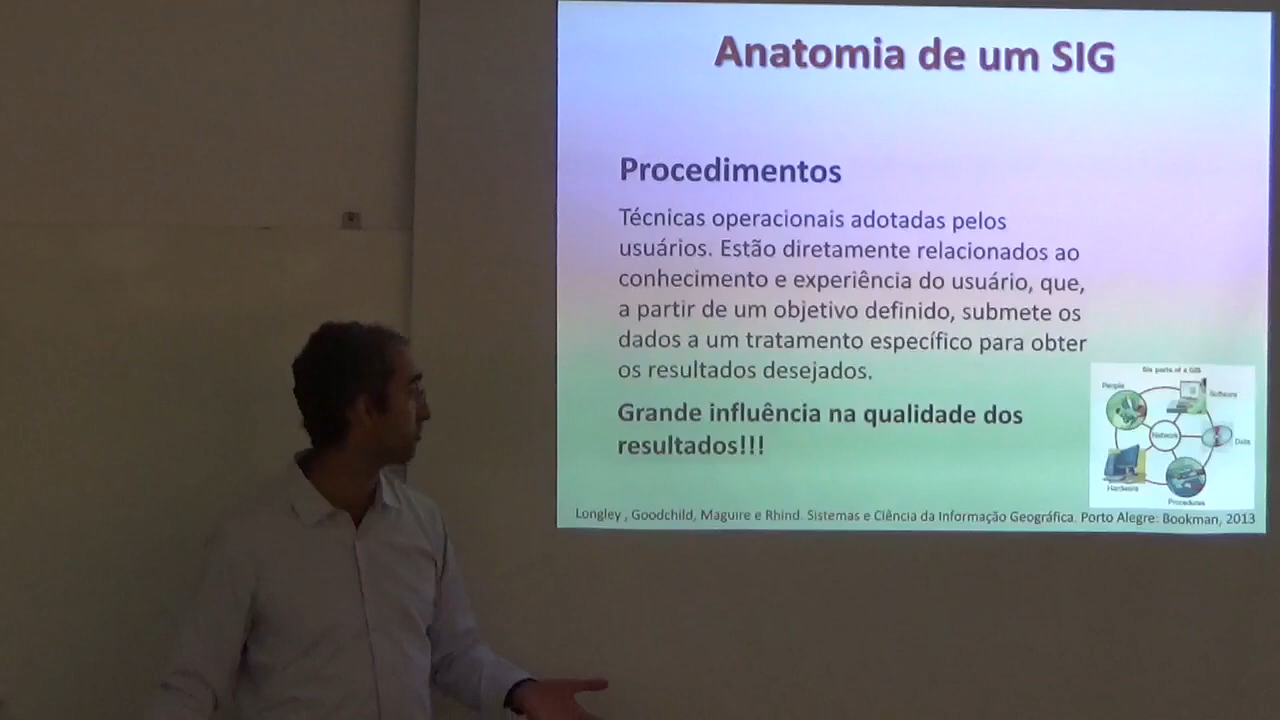 Anatomia de um SIG
Procedimentos
Técnicas operacionais adotadas pelos
usuários. Estão diretamente relacionados ao
conhecimento e experiência do usuário, que,
a partir de um objetivo definido, submete os
dados a um tratamento específico para obter
os resultados desejados.
Grande influência na qualidade dos
resultados!!!
Six parts of a GIS
People
Software
Network
Data
Hardware
Procedures
Longley , Goodchild, Maguire e Rhind. Sistemas e Ciência da Informação Geográfica. Porto Alegre: Bookman, 2013